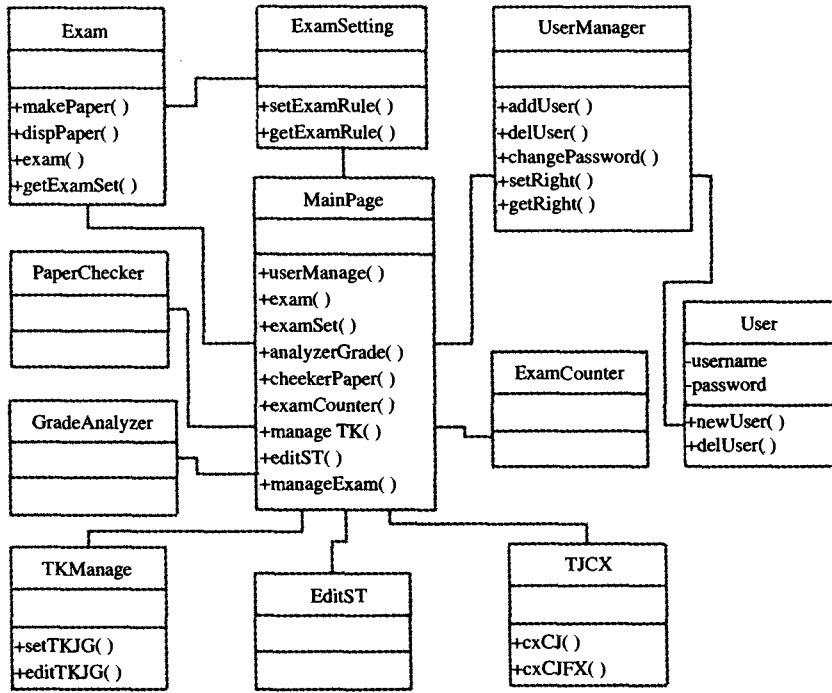 Exam
+makePaper( )
+dispPaper( )
+exam( )
+getExamSet( )
ExamSetting
+setExamRule( )
+getExamRule( )
UserManager
+addUser( )
+delUser( )
+changePassword( )
+setRight( )
+getRight( )
MainPage
+userManage( )
+exam( )
+examSet( )
+analyzerGrade( )
+cheekerPaper( )
+examCounter( )
+manage TK( )
+editST( )
+manageExam( )
PaperChecker
GradeAnalyzer
ExamCounter
User
-username
-password
+newUser( )
+delUser( )
TKManage
+setTKJG( )
+editTKJG( )
EditST
TJCX
+cxCJ( )
+cxCJFX( )